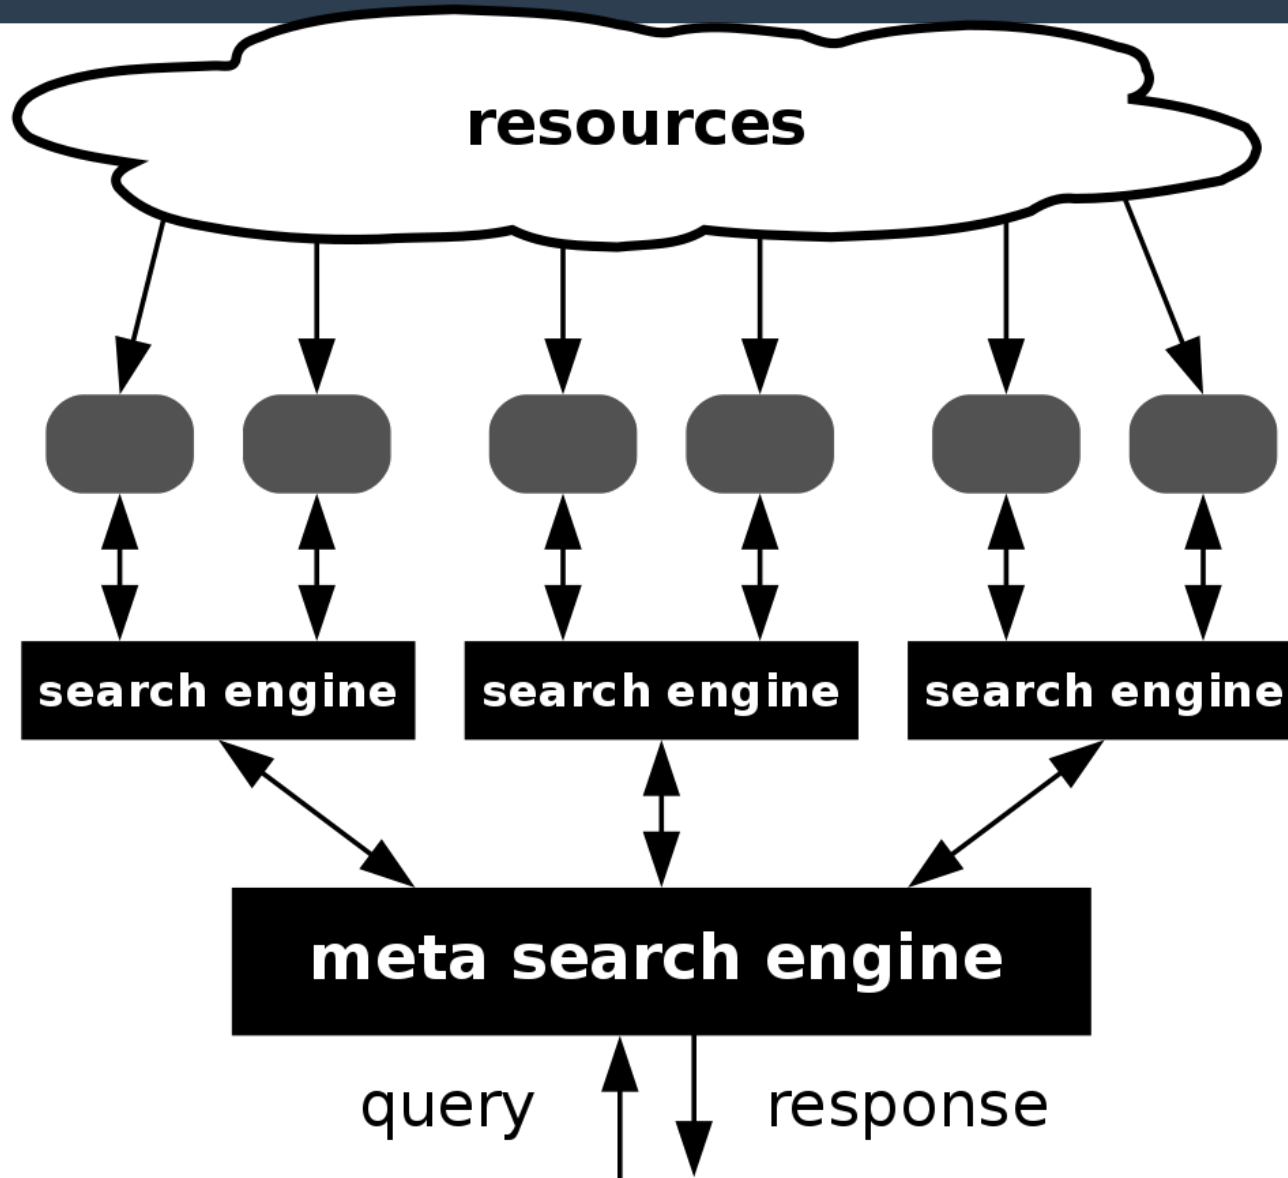 resources
search engine
search engine
search engine
meta search engine
query
response